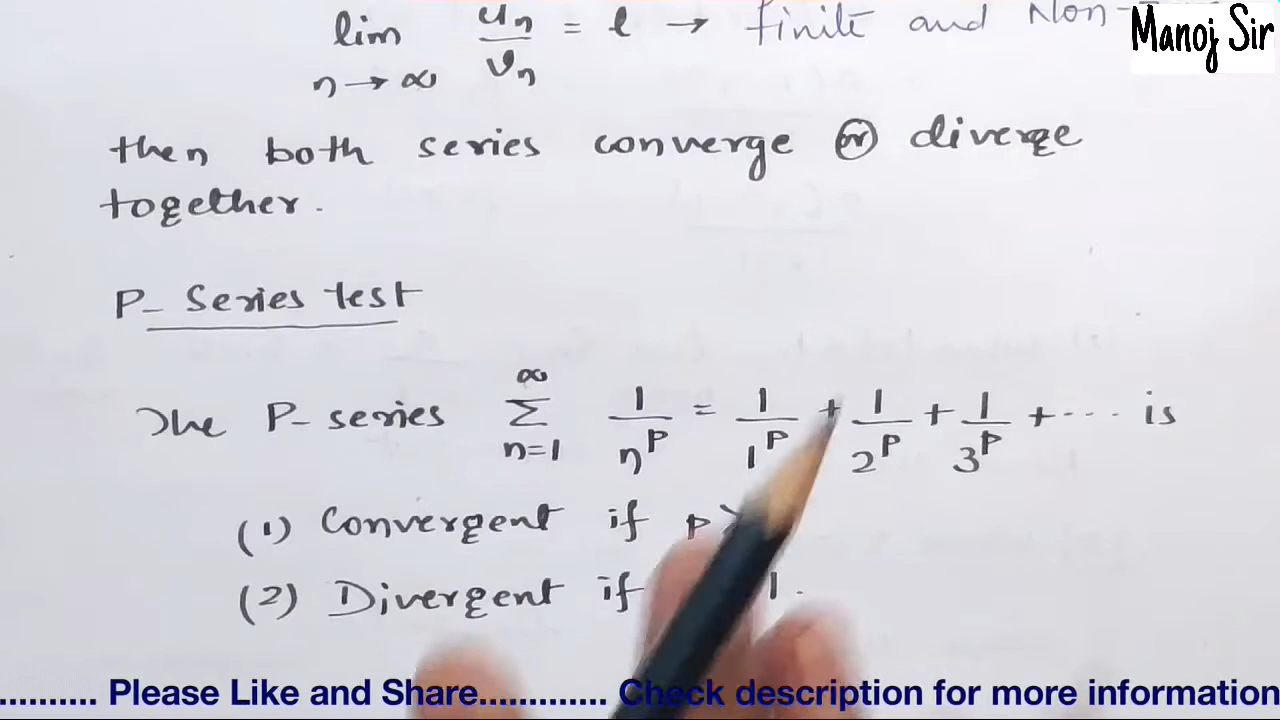 lim uₙ/vₙ = l → finite and Non-
n→∞
Manoj Sir
then both series converge or diverge
together.
P- Series test
The P- series ∞∑n=1 1/n^p = 1/1^p + 1/2^p + 1/3^p + ---- is
(1) Convergent if p >
(2) Divergent if 1.
.......... Please Like and Share............. Check description for more information